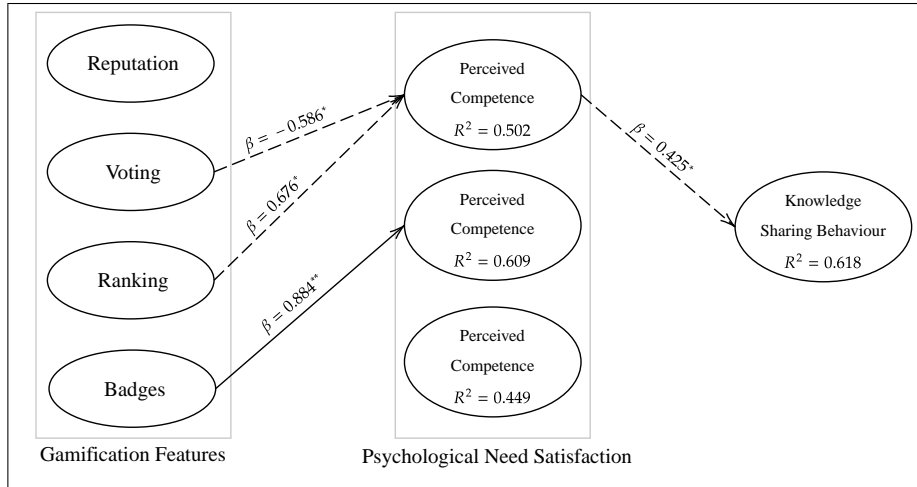 Reputation
Voting
Ranking
Badges
Gamification Features
β = −0.586*
β = 0.676*
β = 0.884**
Perceived
Competence
R² = 0.502
Perceived
Competence
R² = 0.609
Perceived
Competence
R² = 0.449
Psychological Need Satisfaction
β = 0.425*
Knowledge
Sharing Behaviour
R² = 0.618